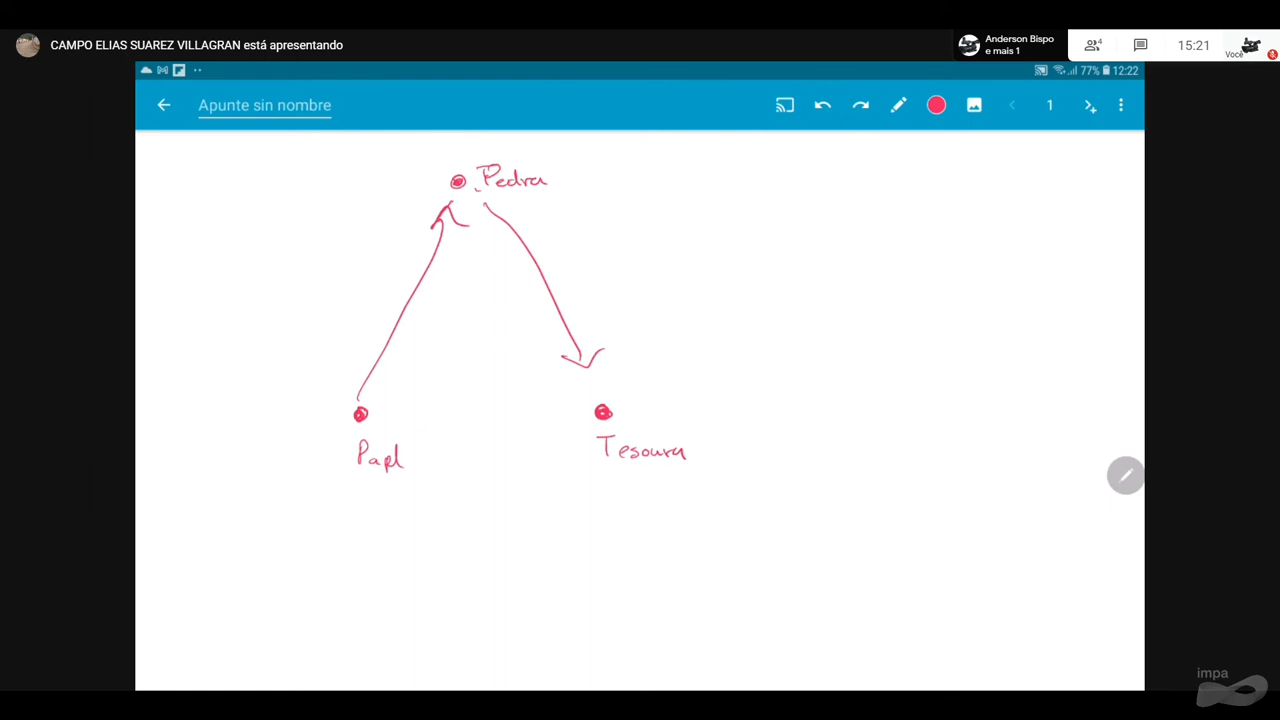 CAMPO ELIAS SUAREZ VILLAGRAN está apresentando
Anderson Bispo
e mais 1
4
15:21
Você
77% 12:22
Apunte sin nombre
1
Pedra
Papl
Tesoura
impa